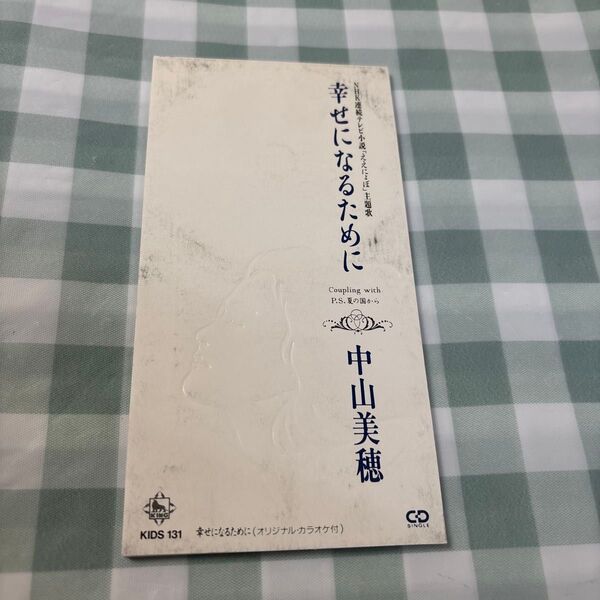 NHK連続テレビ小説「ええにょぼ」主題歌
幸せになるために
Coupling with
P.S. 夏の国から
中山美穂
KING
KIDS 131
幸せになるために(オリジナル・カラオケ付)
CD
SINGLE